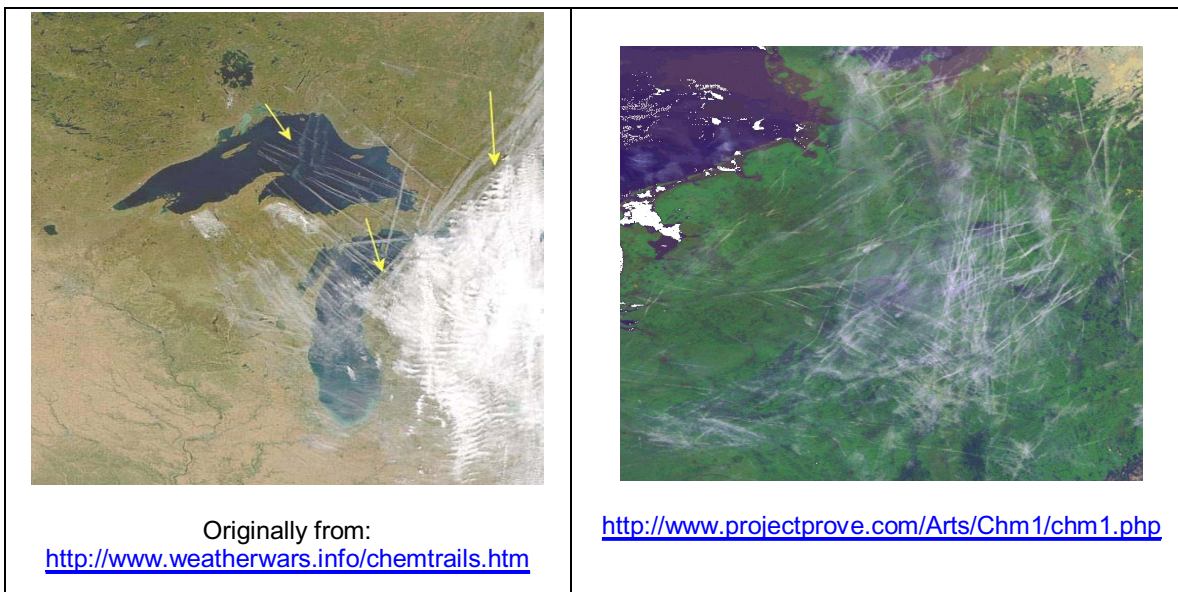 Originally from:
http://www.weatherwars.info/chemtrails.htm
http://www.projectprove.com/Arts/Chm1/chm1.php